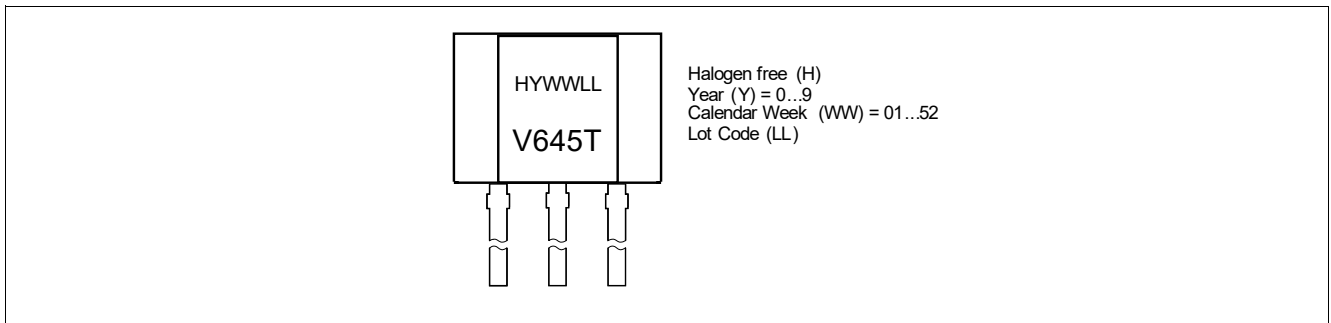 HYWWLL
V645T
Halogen free (H)
Year (Y) = 0...9
Calendar Week (WW) = 01...52
Lot Code (LL)